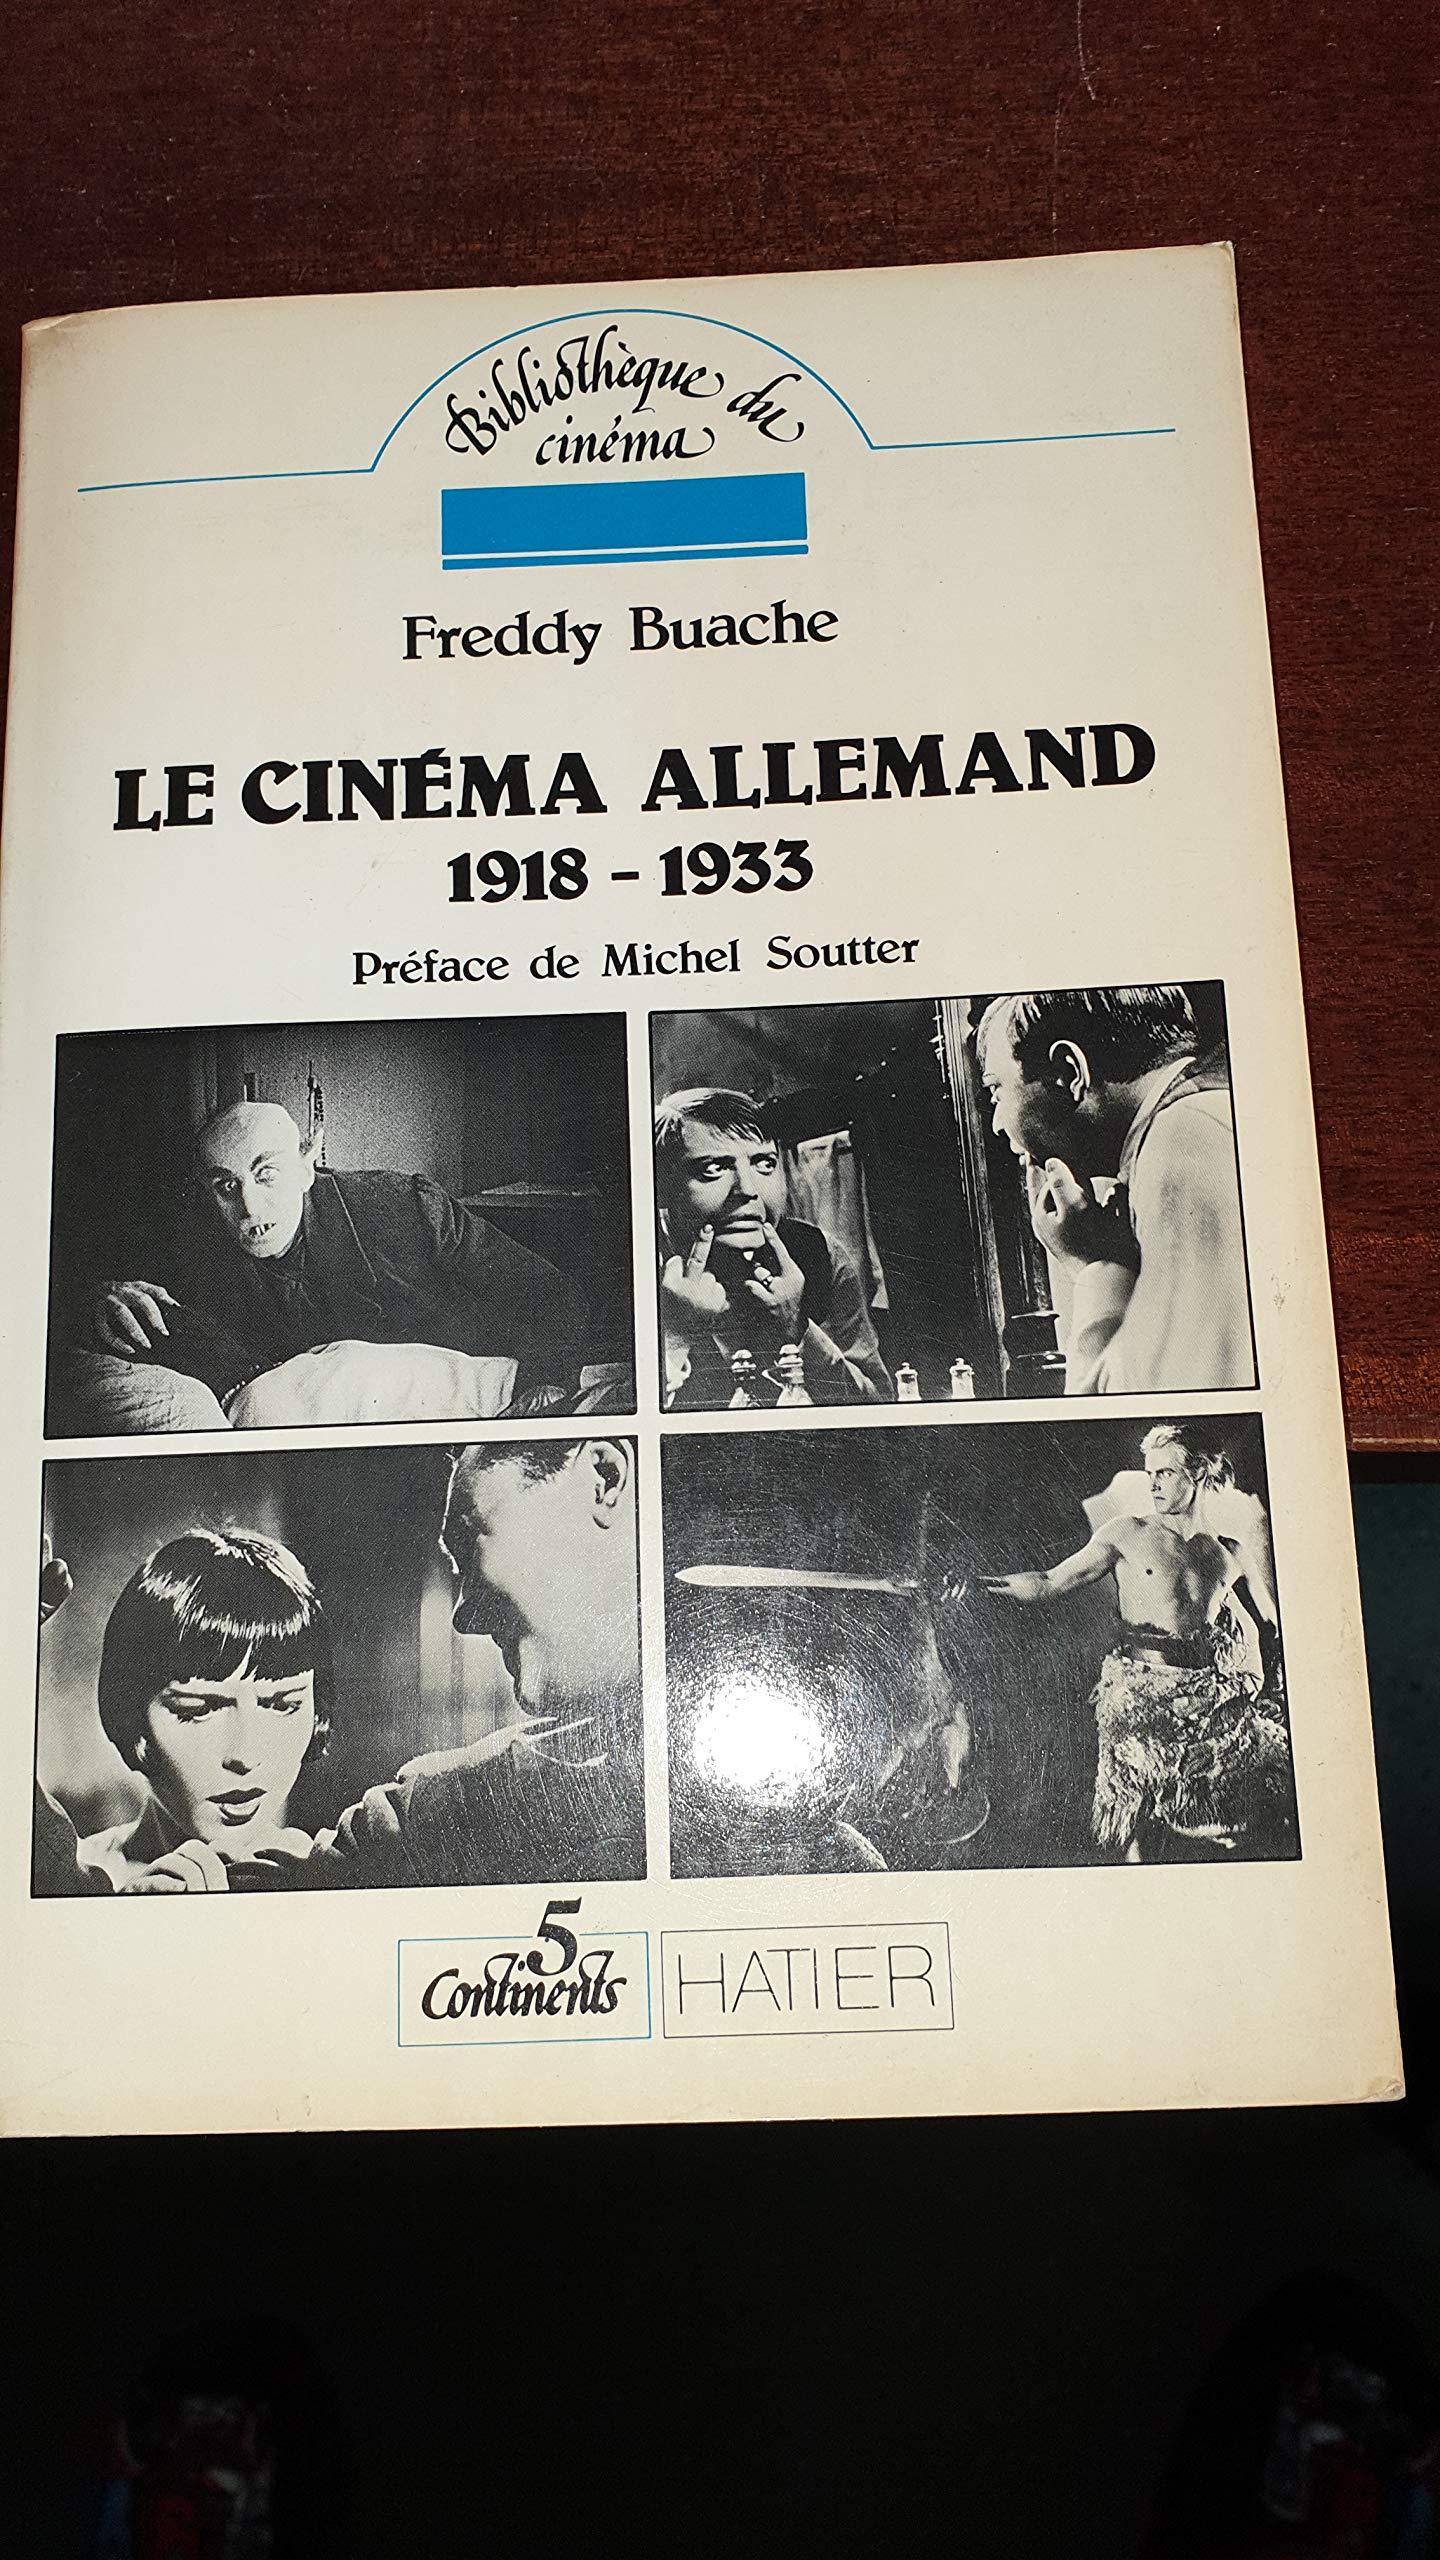 Bibliothèque du
cinéma
Freddy Buache
LE CINÉMA ALLEMAND
1918 - 1933
Préface de Michel Soutter
5
Continents
HATIER